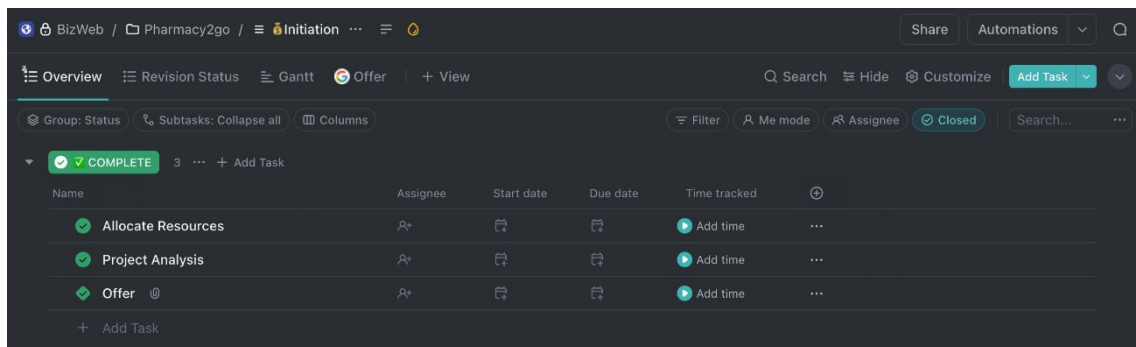 BizWeb / Pharmacy2go / Initiation ... Share Automations
Overview Revision Status Gantt Offer + View Search Hide Customize Add Task
Group: Status Subtasks: Collapse all Columns Filter Me mode Assignee Closed Search... ...
COMPLETE 3 ... + Add Task
Name Assignee Start date Due date Time tracked
Allocate Resources Add time ...
Project Analysis Add time ...
Offer Add time ...
+ Add Task